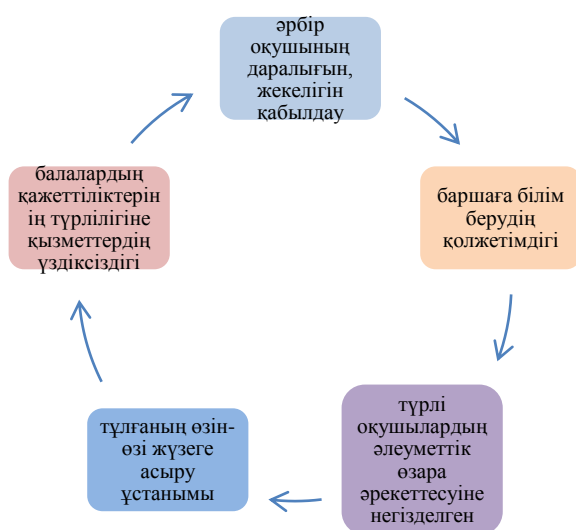 әрбір
оқушының
даралығын,
жекелігін
қабылдау
баршаға білім
берудің
қолжетімдігі
түрлі
оқушылардың
әлеуметтік
өзара
әрекеттесуіне
негізделген
тұлғаның өзін-
өзі жүзеге
асыру
ұстанымы
балалардың
қажеттіліктерін
ің түрлілігіне
қызметтердің
үздіксіздігі